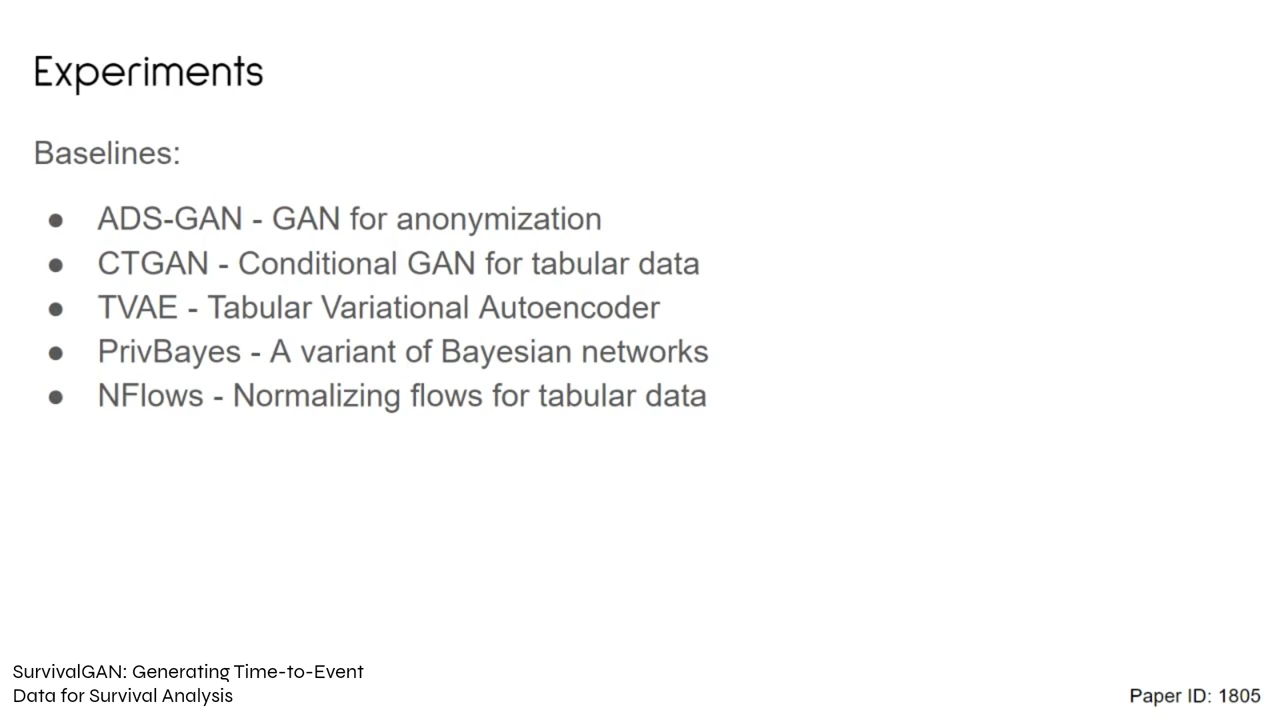 Experiments
Baselines:
● ADS-GAN - GAN for anonymization
● CTGAN - Conditional GAN for tabular data
● TVAE - Tabular Variational Autoencoder
● PrivBayes - A variant of Bayesian networks
● NFlows - Normalizing flows for tabular data
SurvivalGAN: Generating Time-to-Event
Data for Survival Analysis
Paper ID: 1805